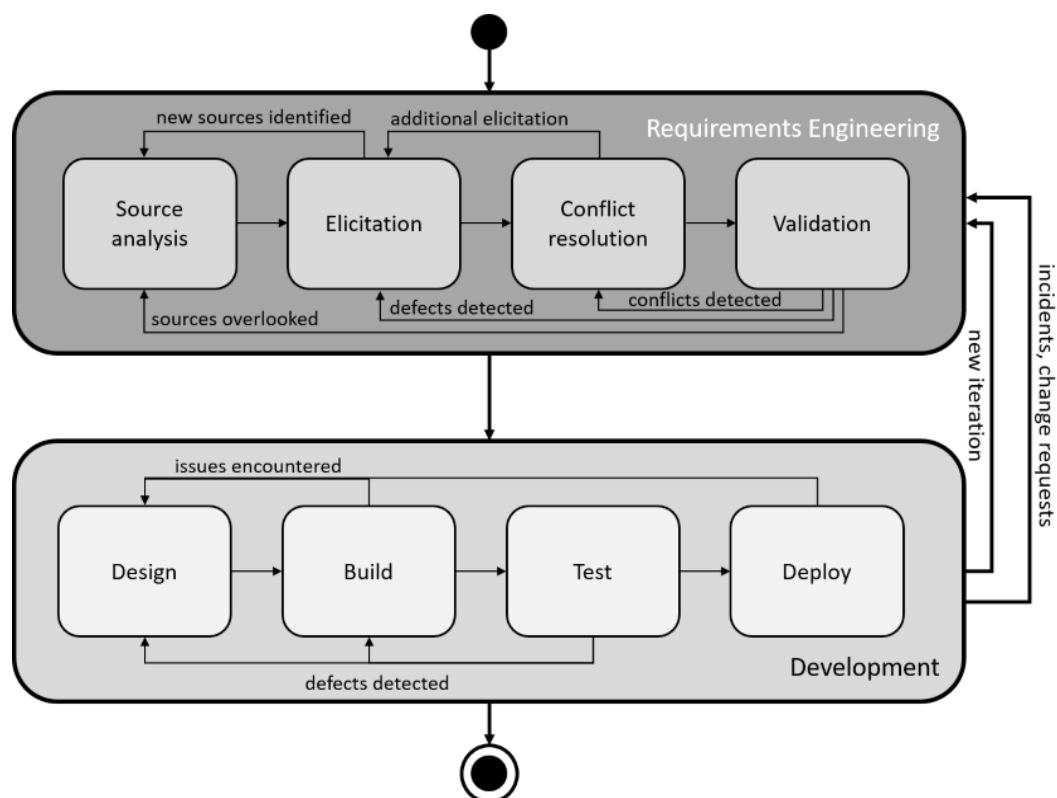 new sources identified
additional elicitation
Requirements Engineering
Source
analysis
Elicitation
Conflict
resolution
Validation
sources overlooked
defects detected
conflicts detected
new iteration
incidents, change requests
issues encountered
Design
Build
Test
Deploy
defects detected
Development